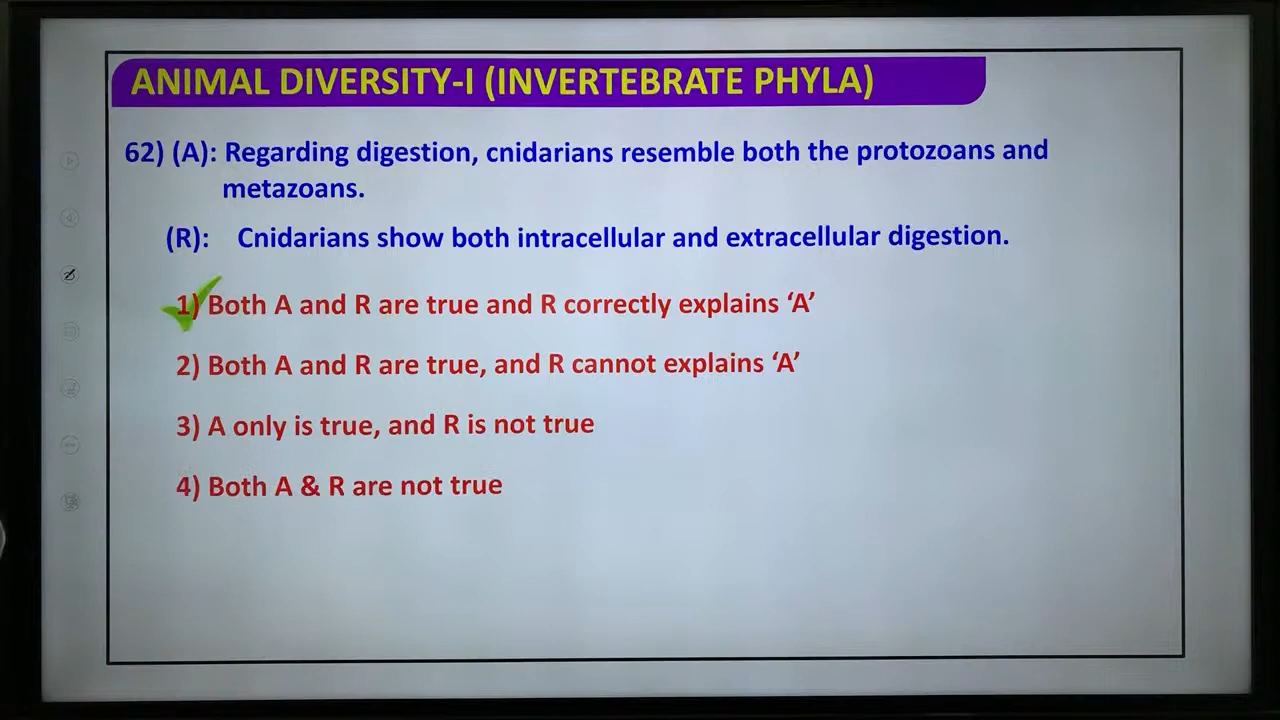 ANIMAL DIVERSITY-I (INVERTEBRATE PHYLA)
62) (A): Regarding digestion, cnidarians resemble both the protozoans and
metazoans.
(R): Cnidarians show both intracellular and extracellular digestion.
1) Both A and R are true and R correctly explains ‘A’
2) Both A and R are true, and R cannot explains ‘A’
3) A only is true, and R is not true
4) Both A & R are not true